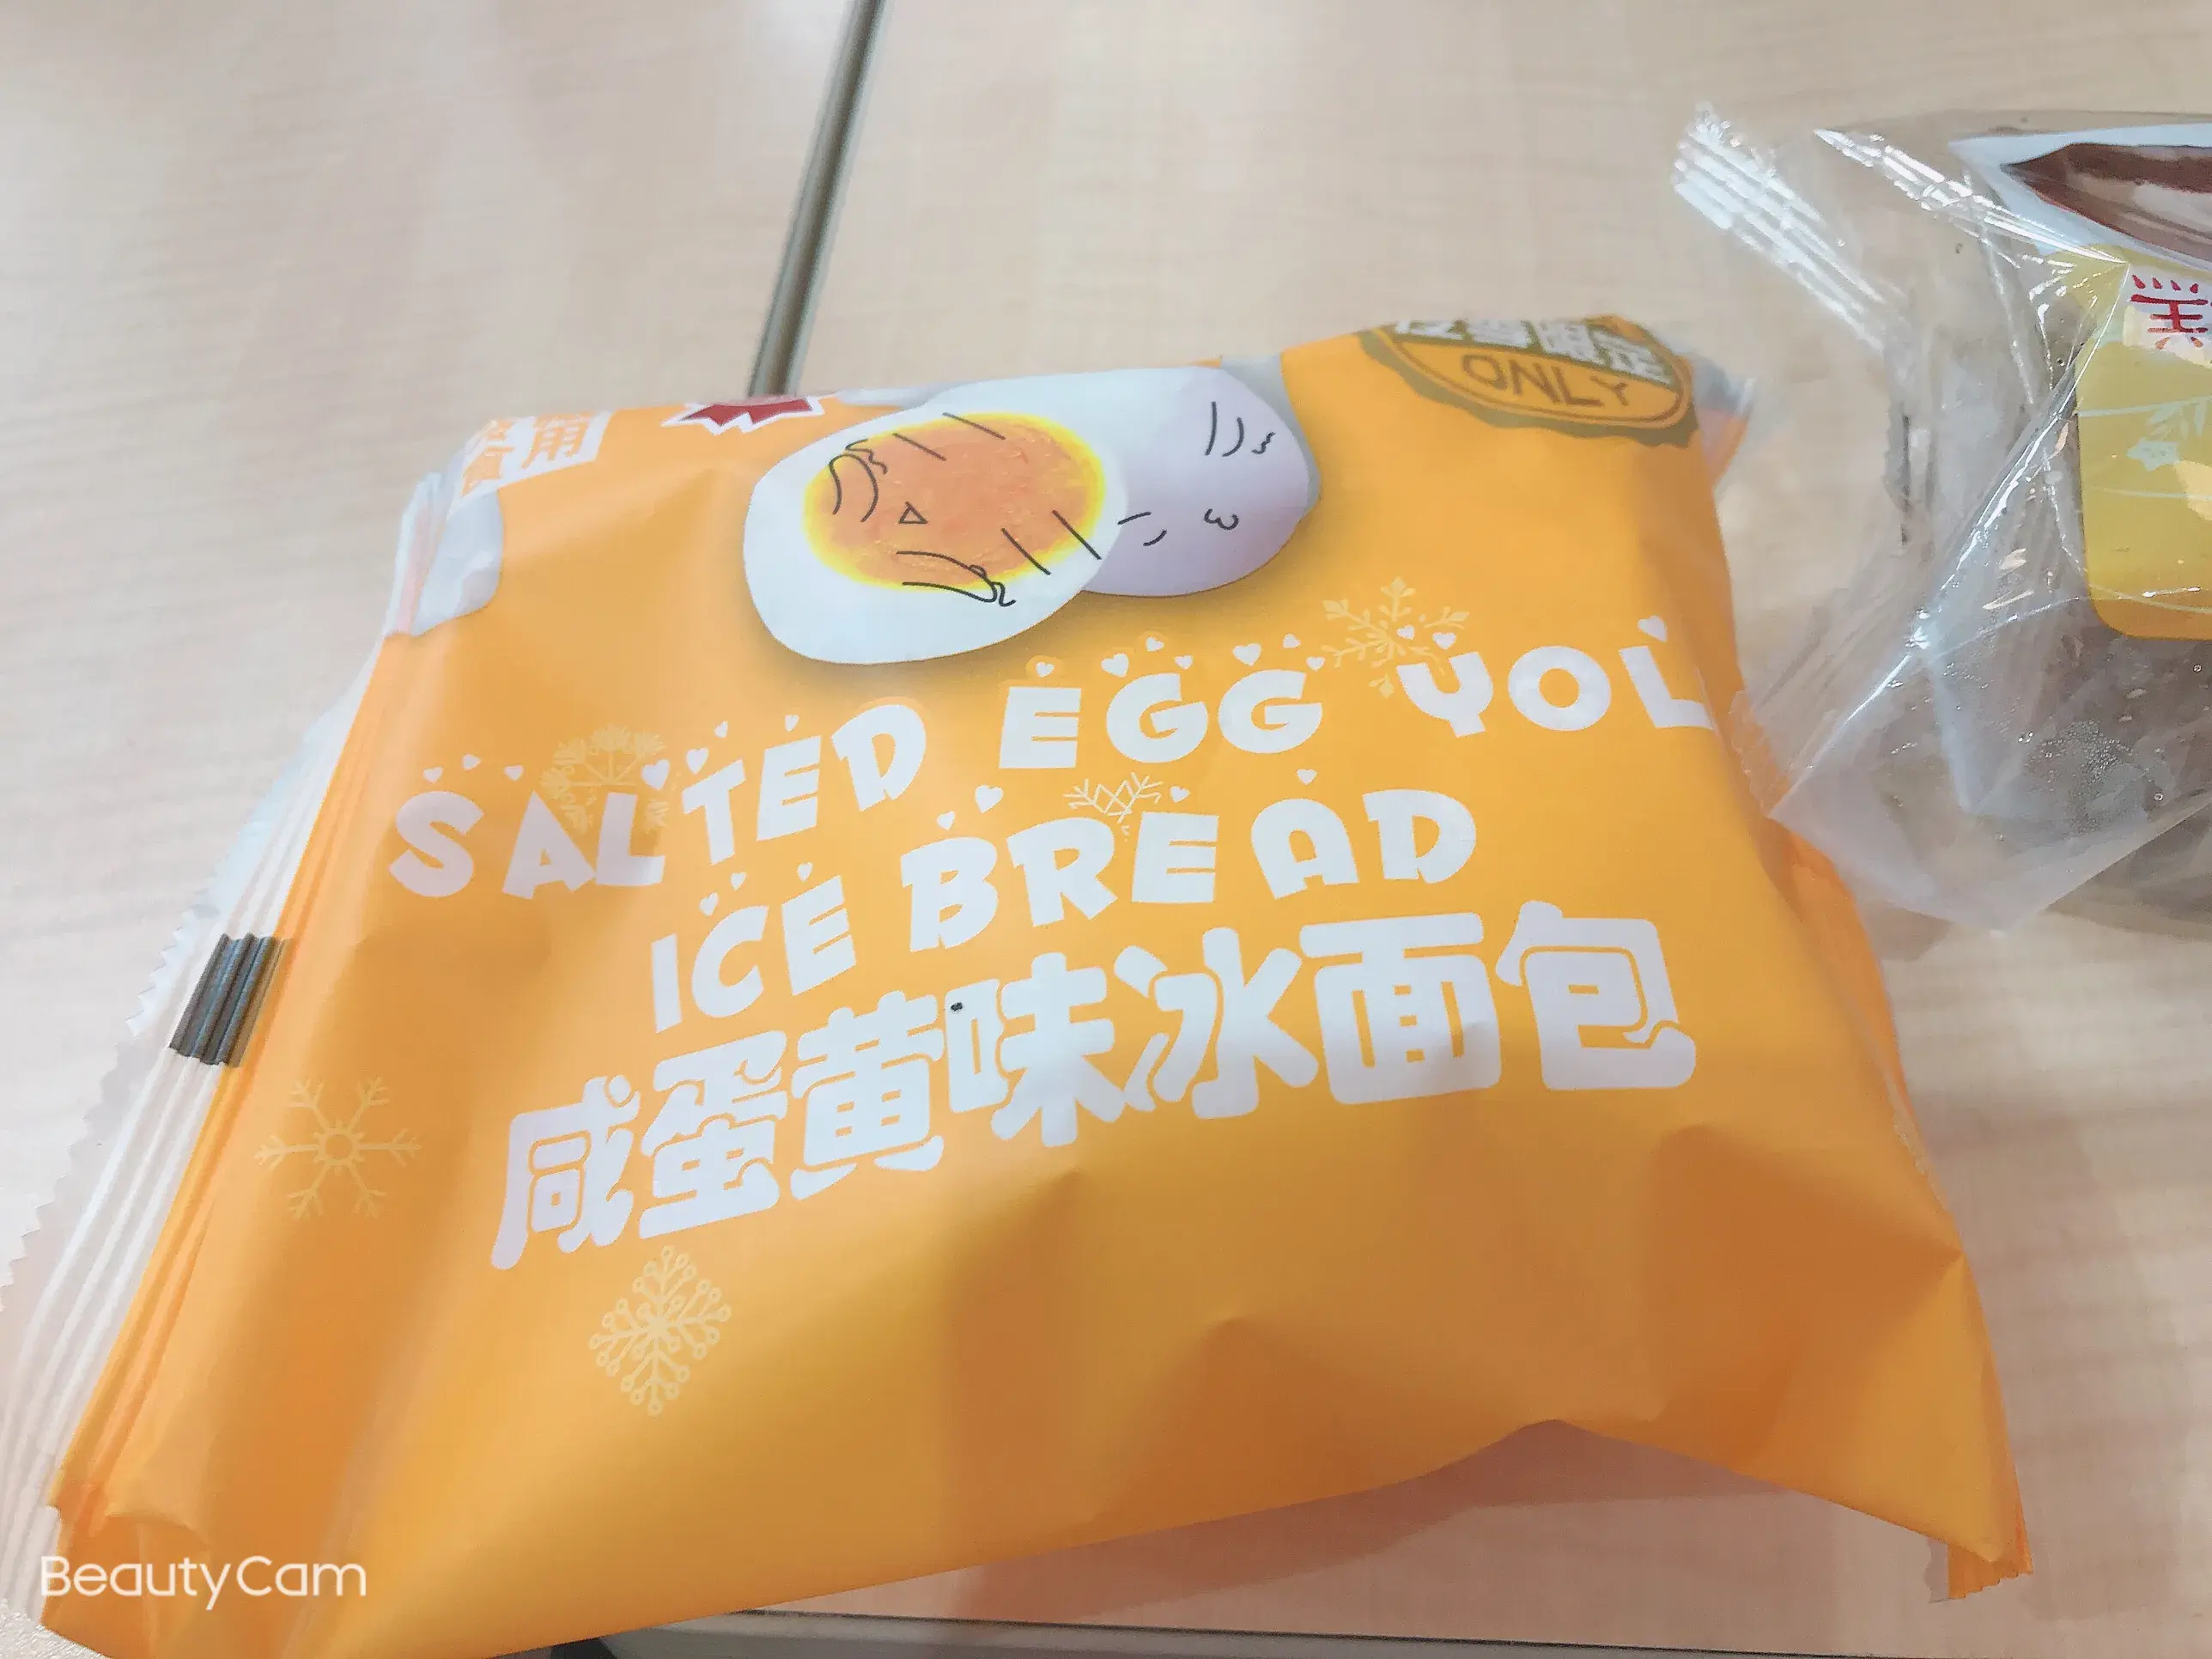 ONLY
SALTED EGG YOL
ICE BREAD
咸蛋黄味冰面包
BeautyCam